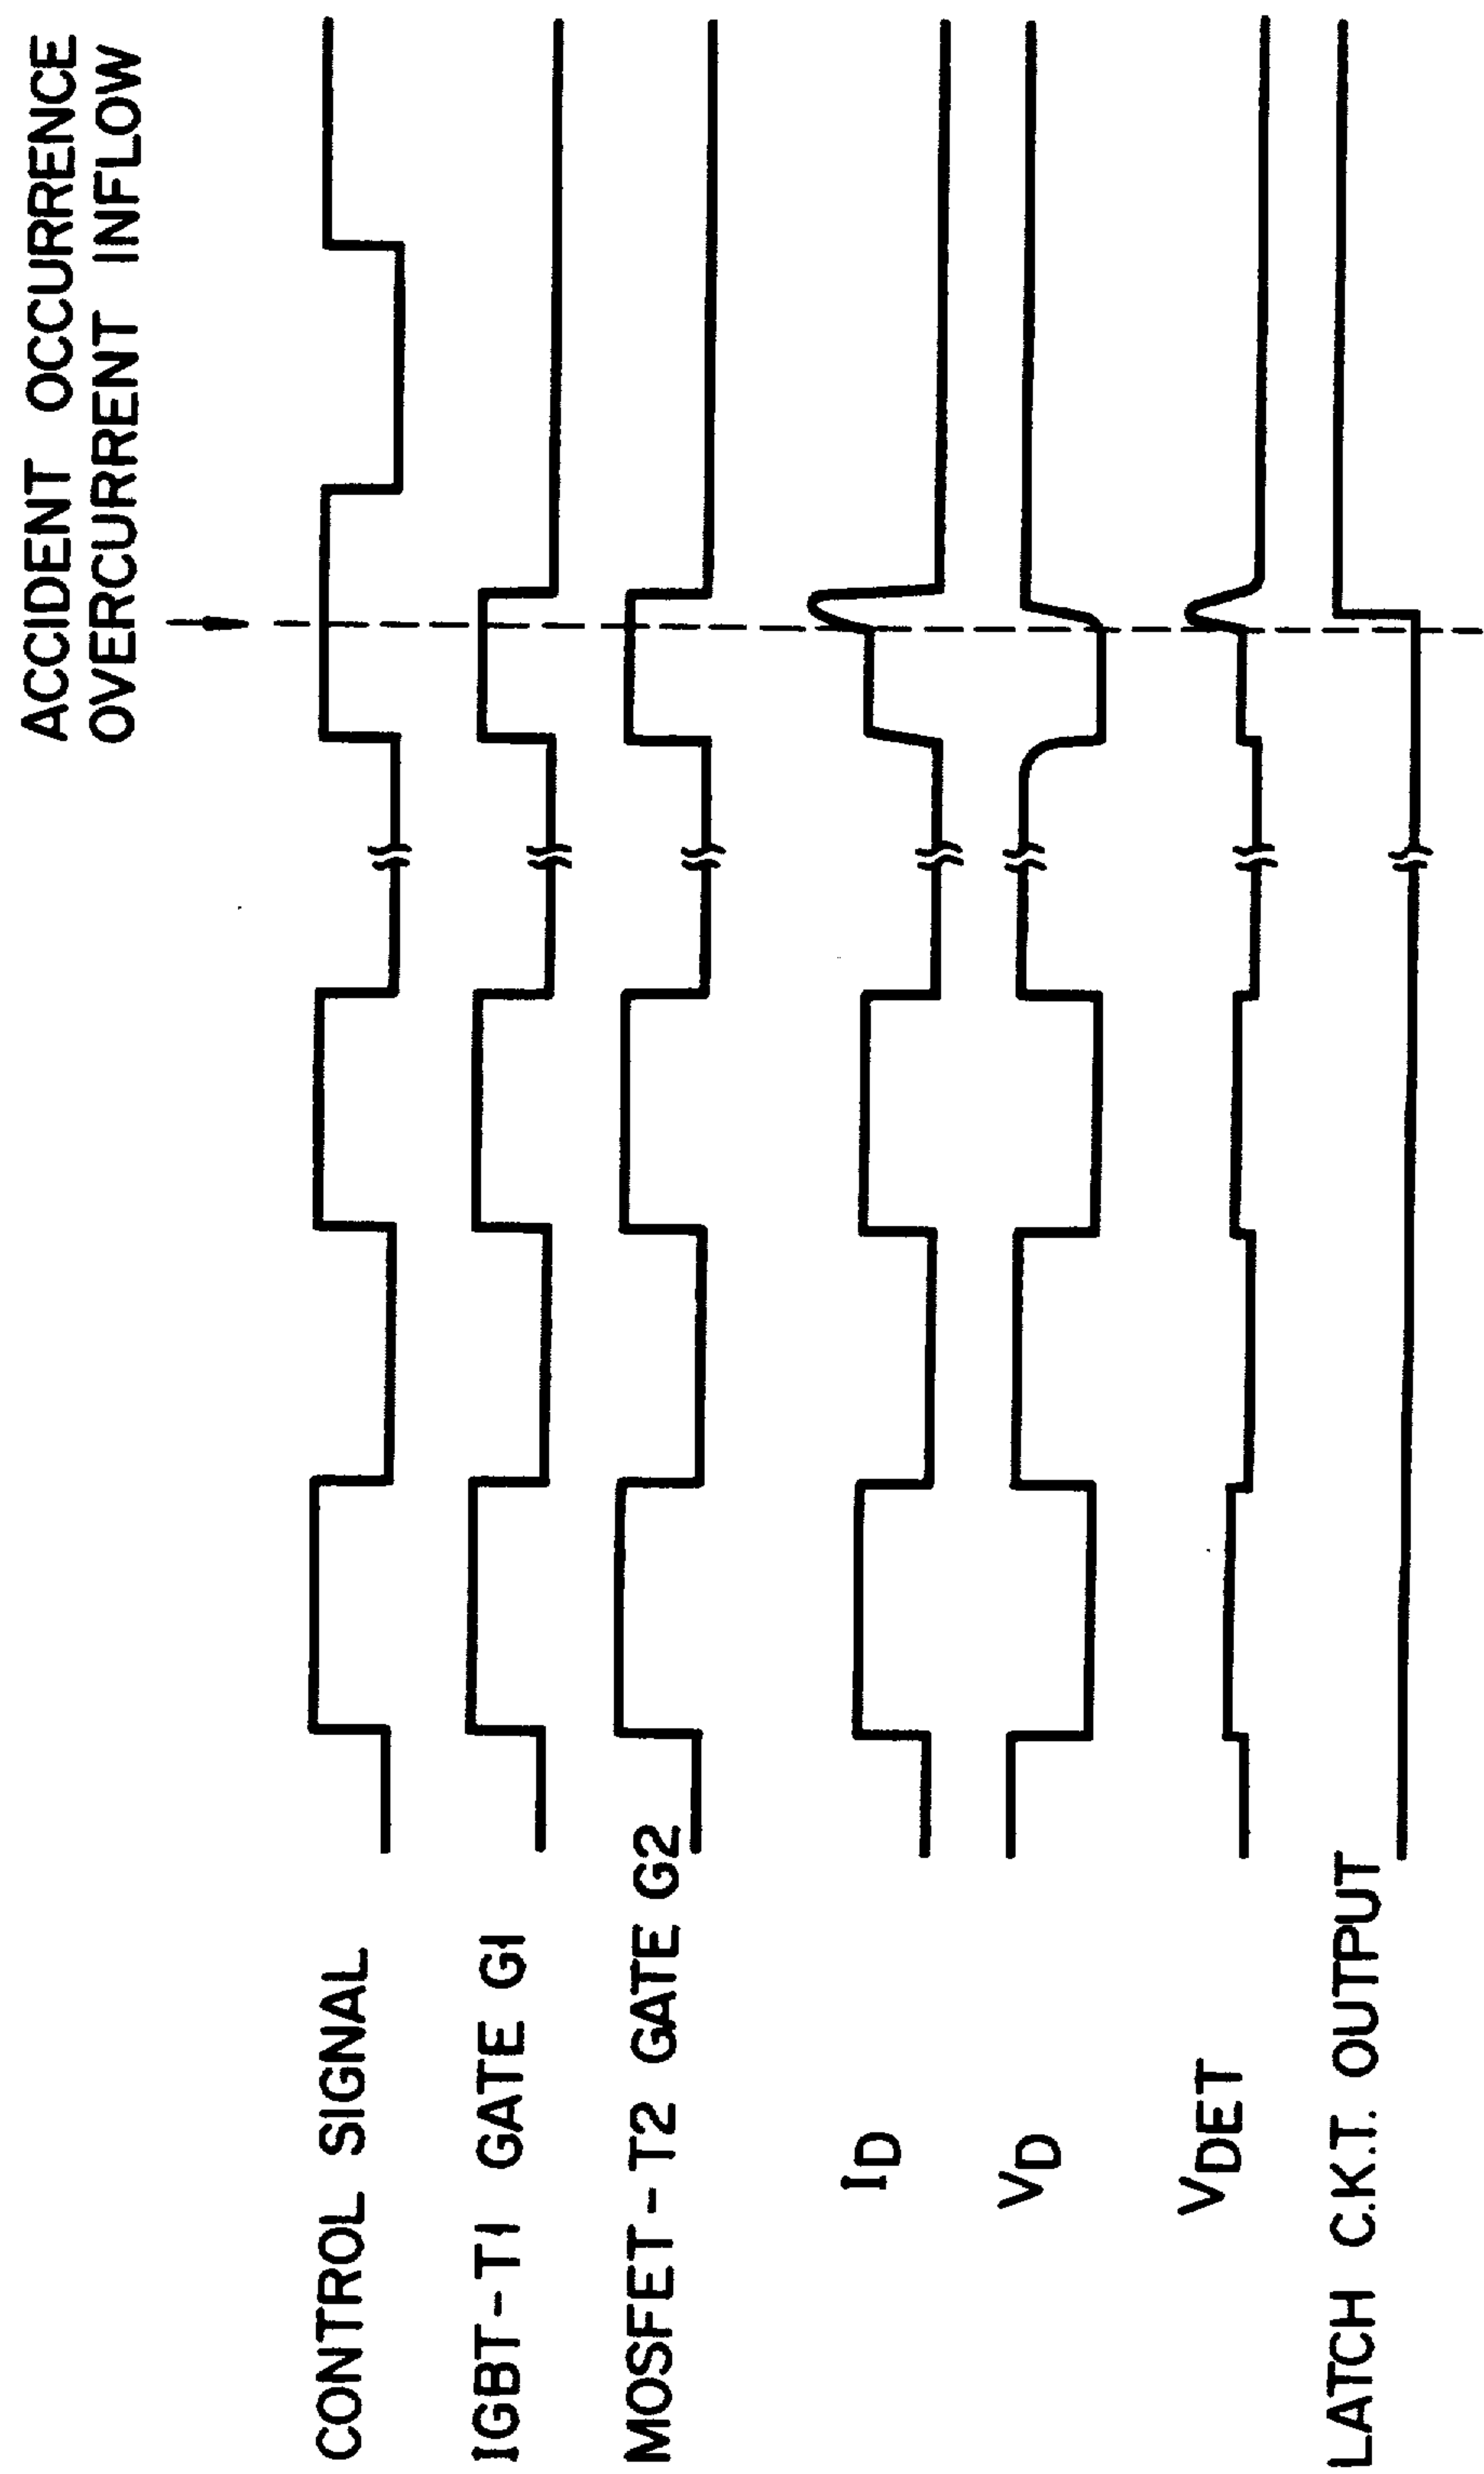 ACCIDENT OCCURRENCE
OVERCURRENT INFLOW
CONTROL SIGNAL
IGBT-T1 GATE G1
MOSFET-T2 GATE G2
ID
VD
VDET
LATCH C.K.T. OUTPUT